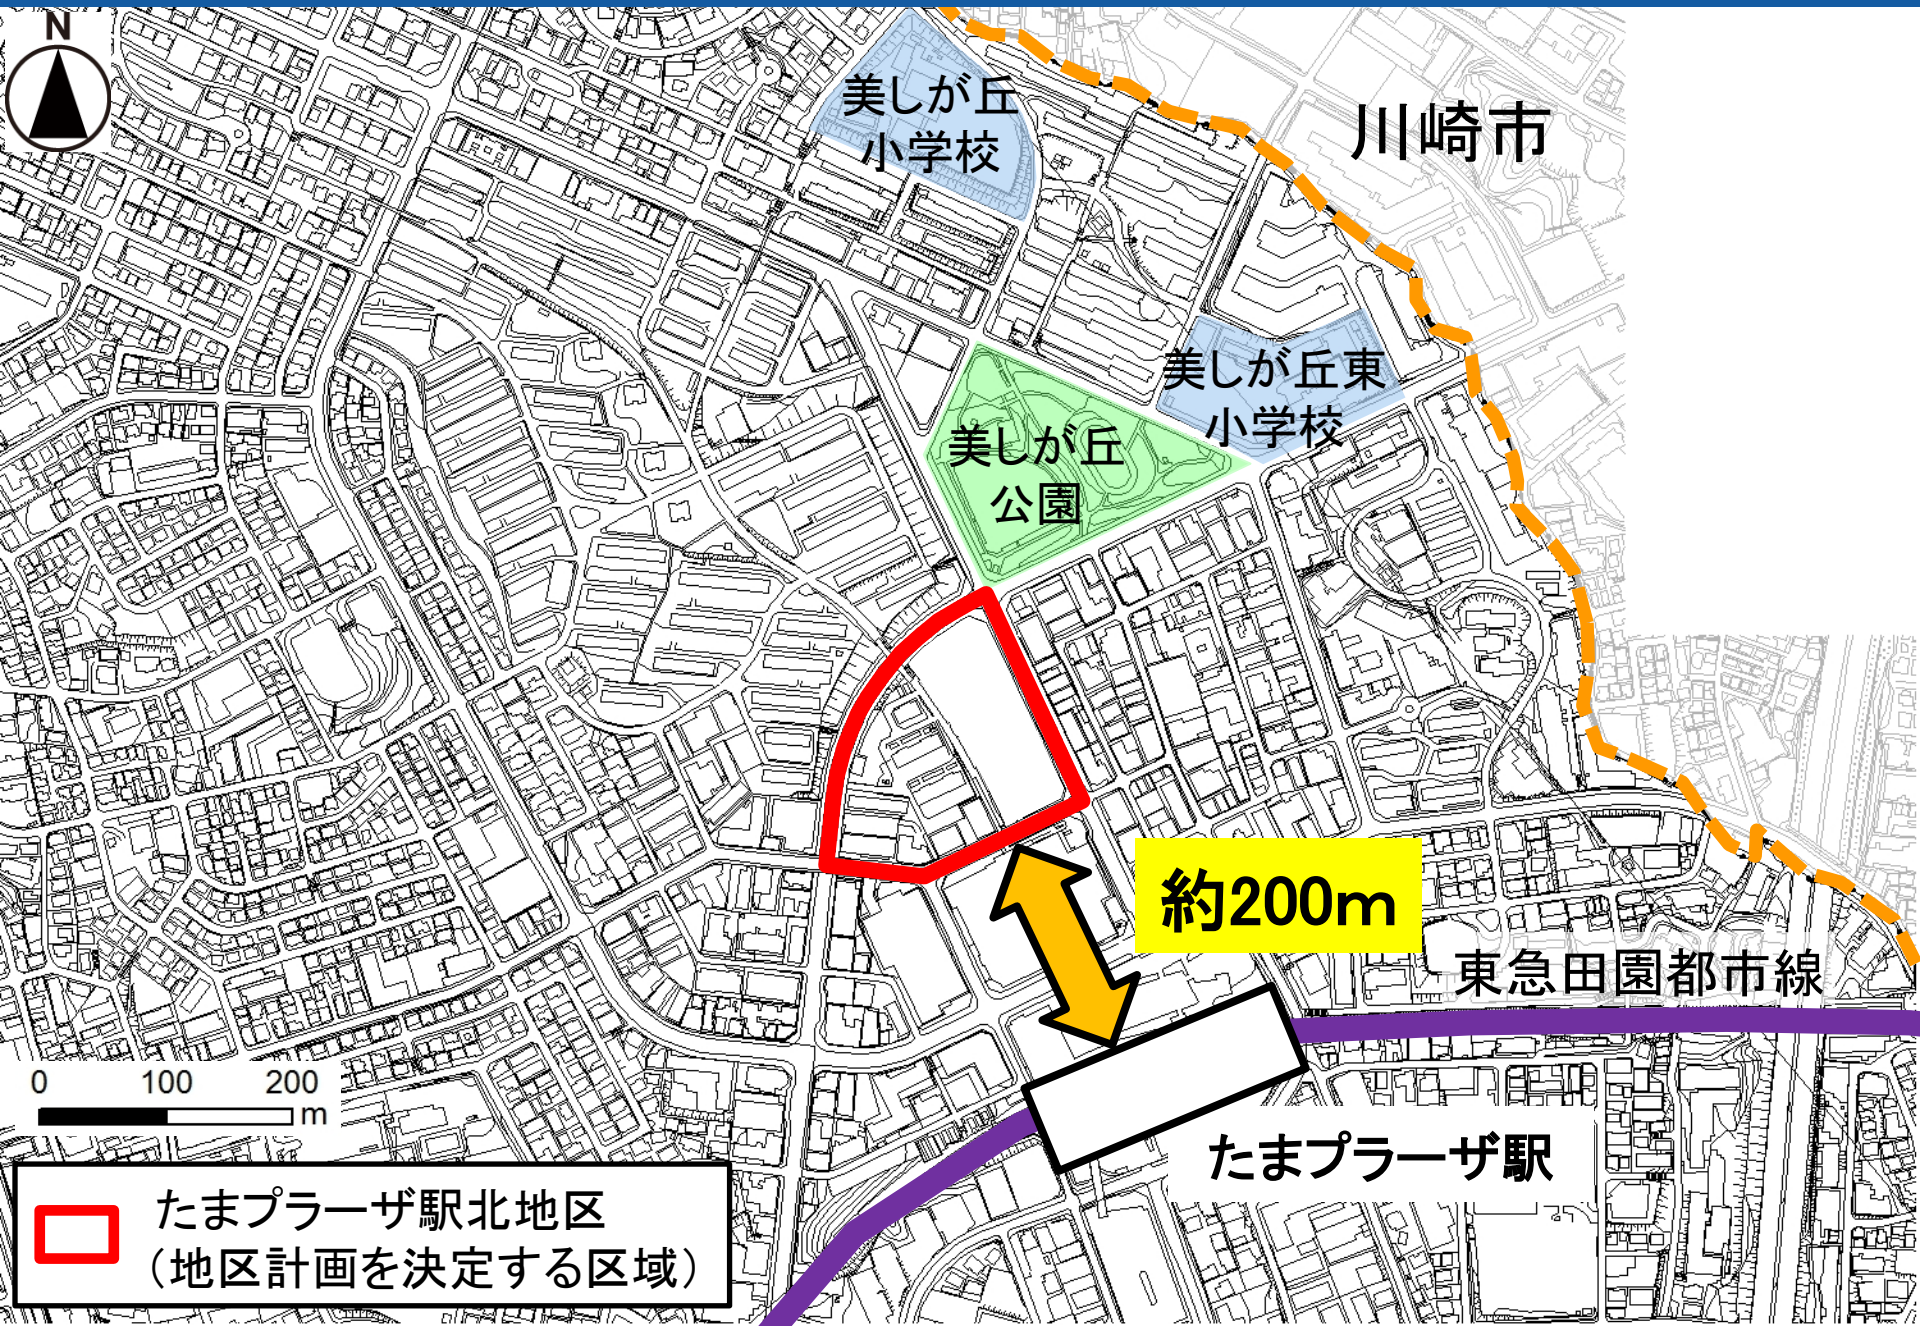 N
美しが丘
小学校
川崎市
美しが丘東
小学校
美しが丘
公園
約200m
東急田園都市線
0 100 200
m
たまプラーザ駅
たまプラーザ駅北地区
（地区計画を決定する区域）